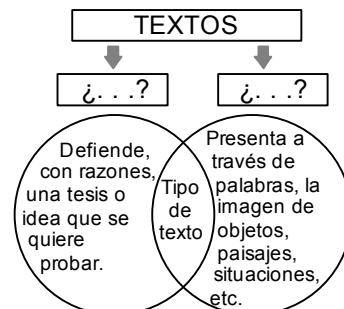 TEXTOS
¿. . .?
¿. . .?
Defiende,
con razones,
una tesis o
idea que se
quiere
probar.
Tipo
de
texto
Presenta a
través de
palabras, la
imagen de
objetos,
paisajes,
situaciones,
etc.